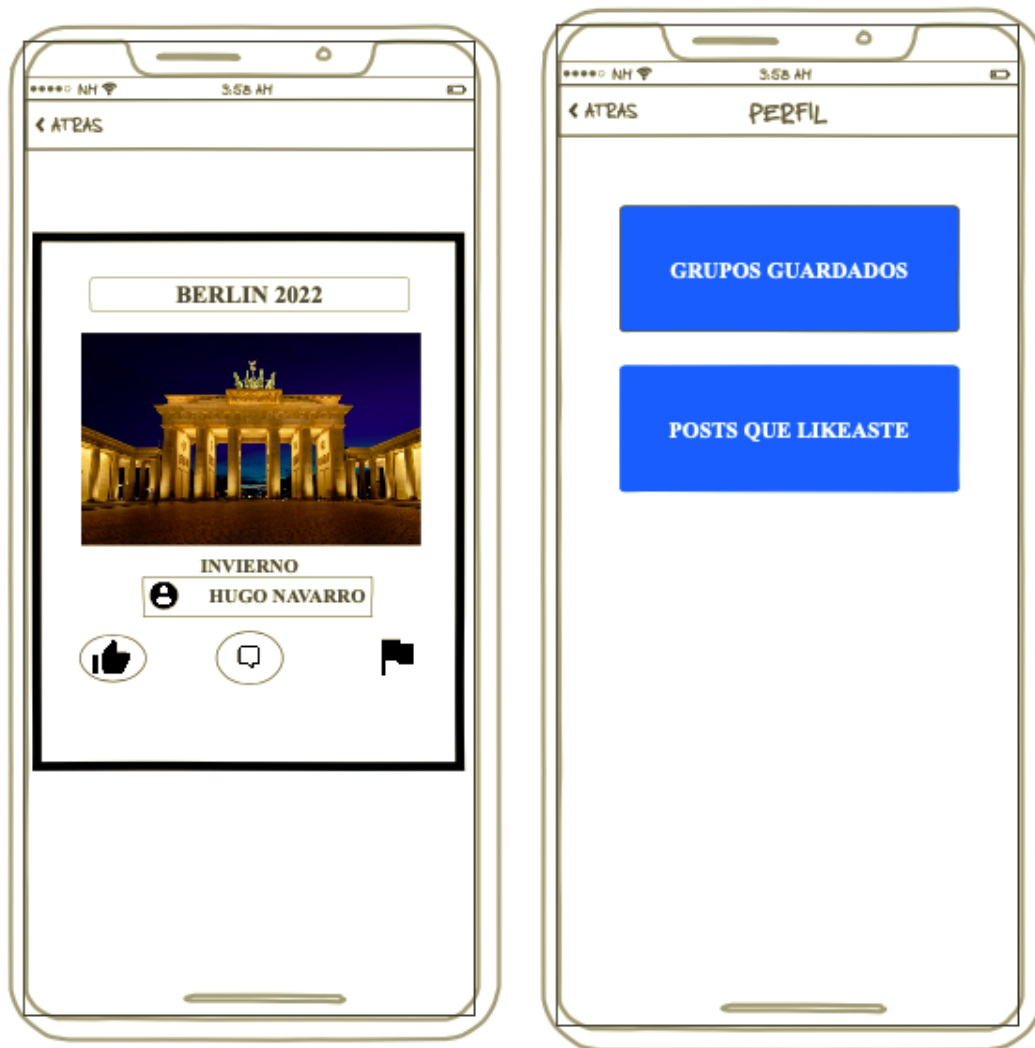 NH
3:58 AM
< ATRAS
BERLIN 2022
INVIERNO
HUGO NAVARRO
NH
3:58 AM
< ATRAS PERFIL
GRUPOS GUARDADOS
POSTS QUE LIKEASTE